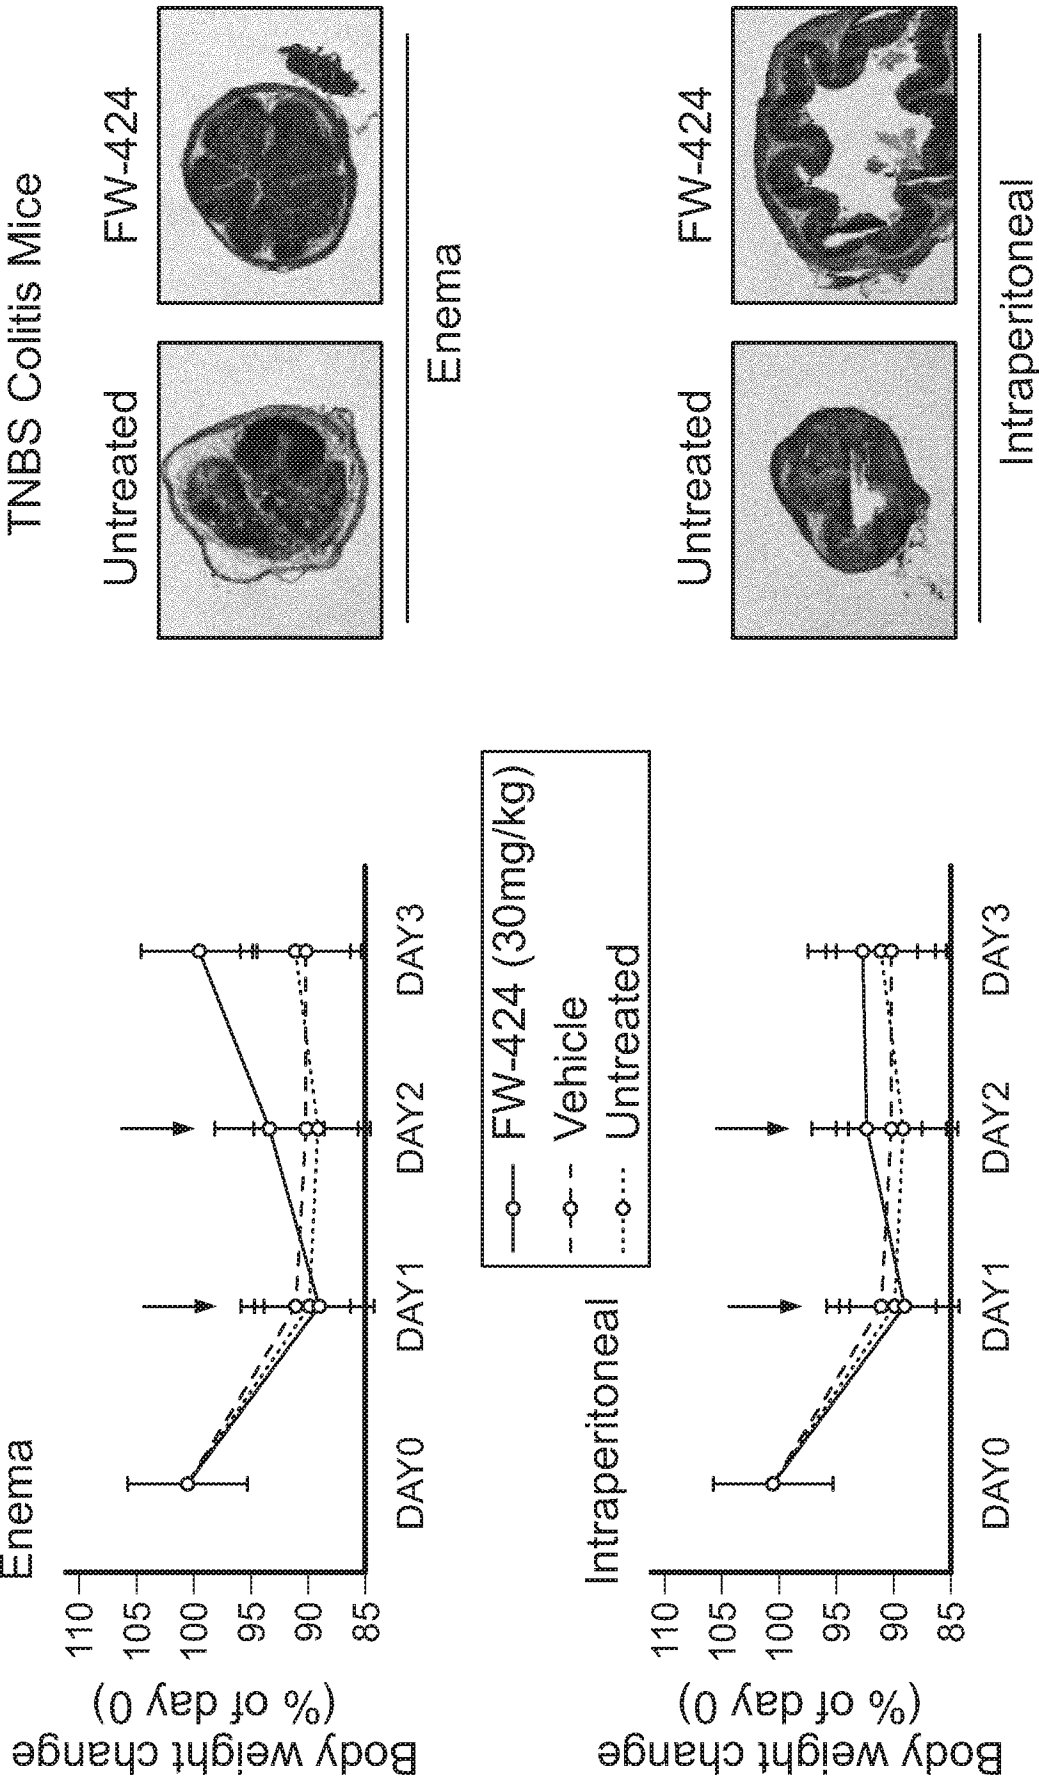 TNBS Colitis Mice
Enema
Body weight change
(% of day 0)
110
105
100
95
90
85
DAY0
DAY1
DAY2
DAY3
Untreated
FW-424
Enema
FW-424 (30mg/kg)
Vehicle
Untreated
Intraperitoneal
Body weight change
(% of day 0)
110
105
100
95
90
85
DAY0
DAY1
DAY2
DAY3
Untreated
FW-424
Intraperitoneal